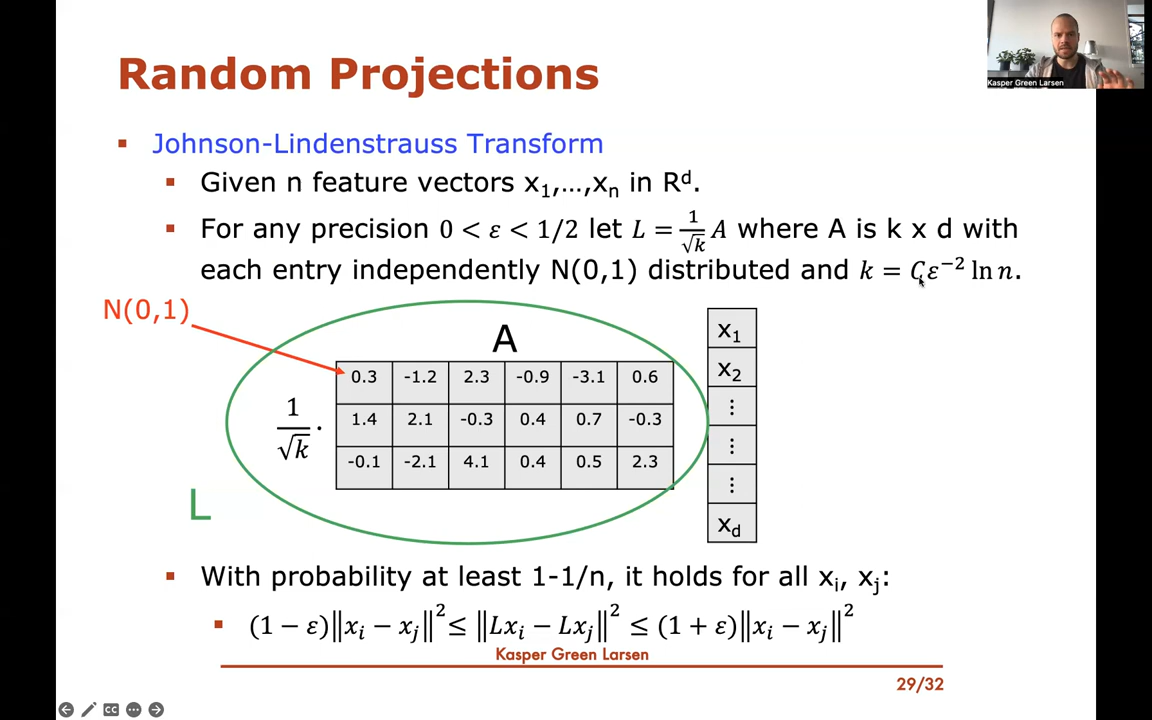 Random Projections
Kasper Green Larsen
▪ Johnson-Lindenstrauss Transform
▪ Given n feature vectors x₁,…,xₙ in Rᵈ.
▪ For any precision 0 < ε < 1/2 let L = 1/√k A where A is k x d with
each entry independently N(0,1) distributed and k = Cε⁻² ln n.
N(0,1)
A
x₁
0.3 -1.2 2.3 -0.9 -3.1 0.6
x₂
1/√k ·
1.4 2.1 -0.3 0.4 0.7 -0.3
⋮
⋮
-0.1 -2.1 4.1 0.4 0.5 2.3
⋮
L
x_d
▪ With probability at least 1-1/n, it holds for all xᵢ, xⱼ:
▪ (1 − ε)‖xᵢ − xⱼ‖² ≤ ‖Lxᵢ − Lxⱼ‖² ≤ (1 + ε)‖xᵢ − xⱼ‖²
Kasper Green Larsen
29/32
CC